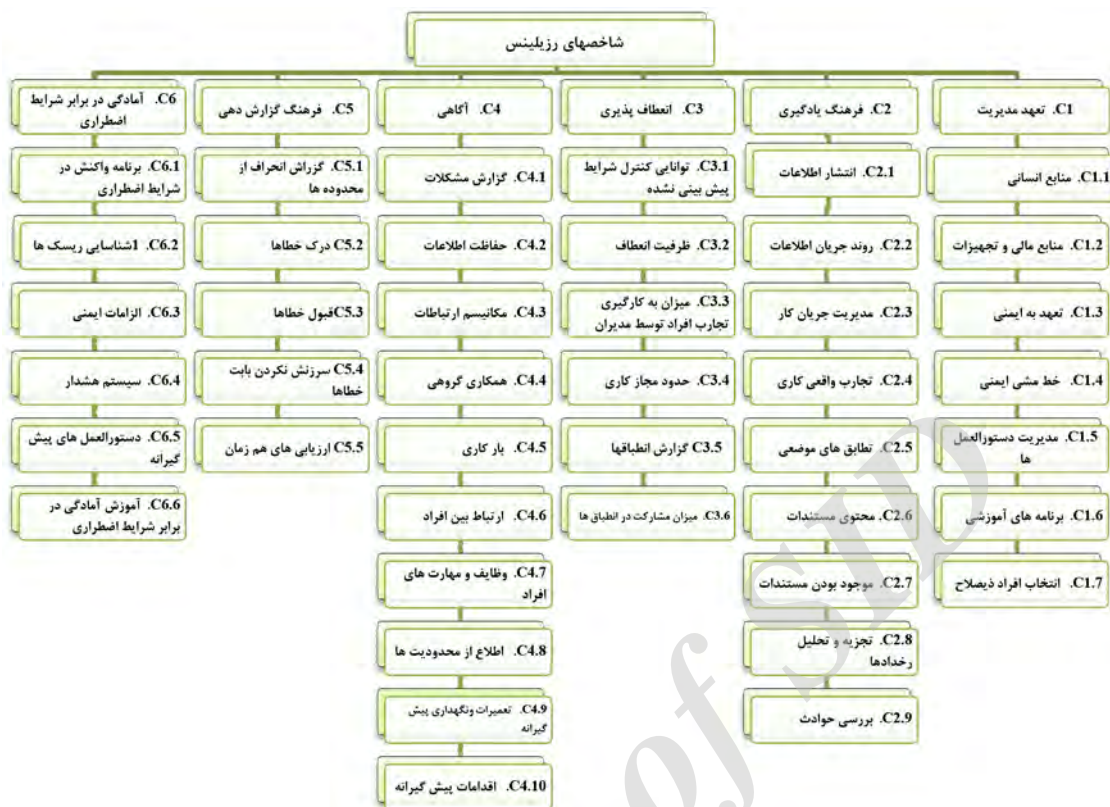 شاخصهای رزیلینس
C1. تعهد مدیریت
C1.1. منابع انسانی
C1.2. منابع مالی و تجهیزات
C1.3. تعهد به ایمنی
C1.4. خط مشی ایمنی
C1.5. مدیریت دستورالعمل
ها
C1.6. برنامه های آموزشی
C1.7. انتخاب افراد ذیصلاح
C2. فرهنگ یادگیری
C2.1. انتشار اطلاعات
C2.2. روند جریان اطلاعات
C2.3. مدیریت جریان کار
C2.4. تجارب واقعی کاری
C2.5. تطابق های موضعی
C2.6. محتوی مستندات
C2.7. موجود بودن مستندات
C2.8. تجزیه و تحلیل
رخدادها
C2.9. بررسی حوادث
C3. انعطاف پذیری
C3.1. توانایی کنترل شرایط
پیش بینی نشده
C3.2. ظرفیت انعطاف
C3.3. میزان به کارگیری
تجارب افراد توسط مدیران
C3.4. حدود مجاز کاری
C3.5 گزارش انطباقها
C3.6. میزان مشارکت در انطباق ها
C4. آگاهی
C4.1. گزارش مشکلات
C4.2. حفاظت اطلاعات
C4.3. مکانیسم ارتباطات
C4.4. همکاری گروهی
C4.5. بار کاری
C4.6. ارتباط بین افراد
C4.7. وظایف و مهارت های
افراد
C4.8. اطلاع از محدودیت ها
C4.9. تعمیرات ونگهداری پیش
گیرانه
C4.10. اقدامات پیش گیرانه
C5. فرهنگ گزارش دهی
C5.1. گزراش انحراف از
محدوده ها
C5.2 درک خطاها
C5.3قبول خطاها
C5.4 سرزنش نکردن بابت
خطاها
C5.5 ارزیابی های هم زمان
C6. آمادگی در برابر شرایط
اضطراری
C6.1. برنامه واکنش در
شرایط اضطراری
C6.2. 1شناسایی ریسک ها
C6.3. الزامات ایمنی
C6.4. سیستم هشدار
C6.5. دستورالعمل های پیش
گیرانه
C6.6. آموزش آمادگی در
برابر شرایط اضطراری
of SID